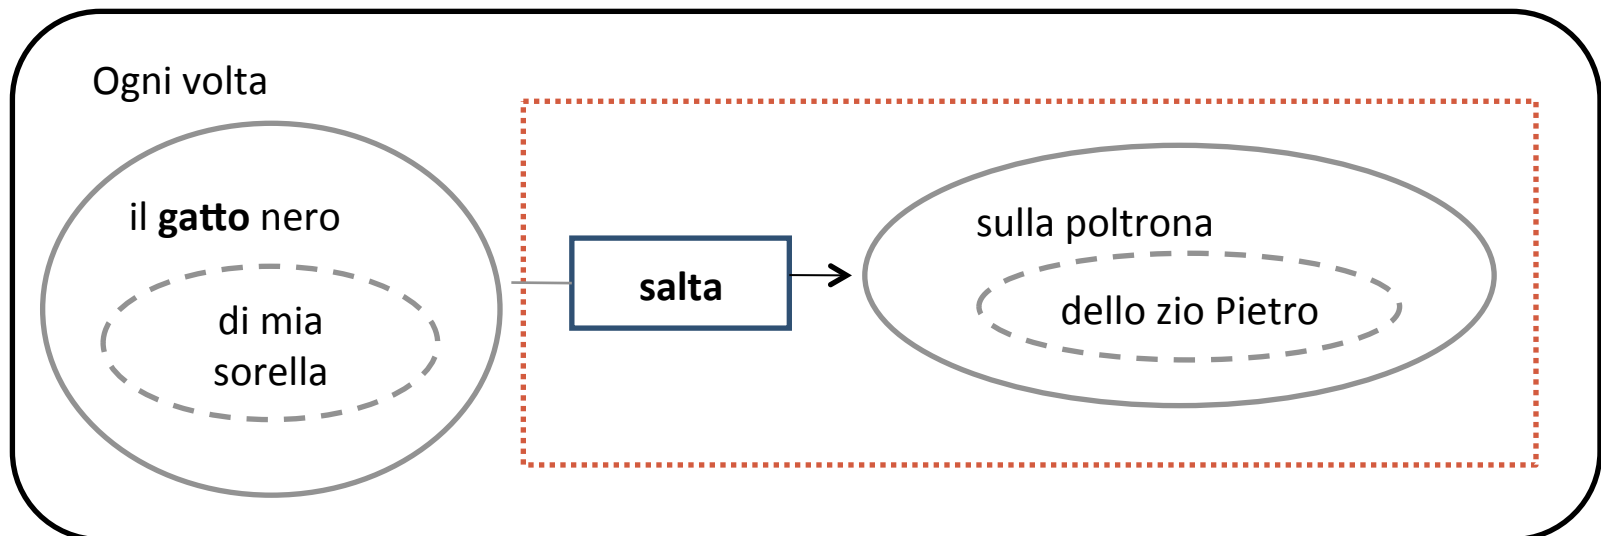 Ogni volta
il gatto nero
di mia
sorella
salta
sulla poltrona
dello zio Pietro